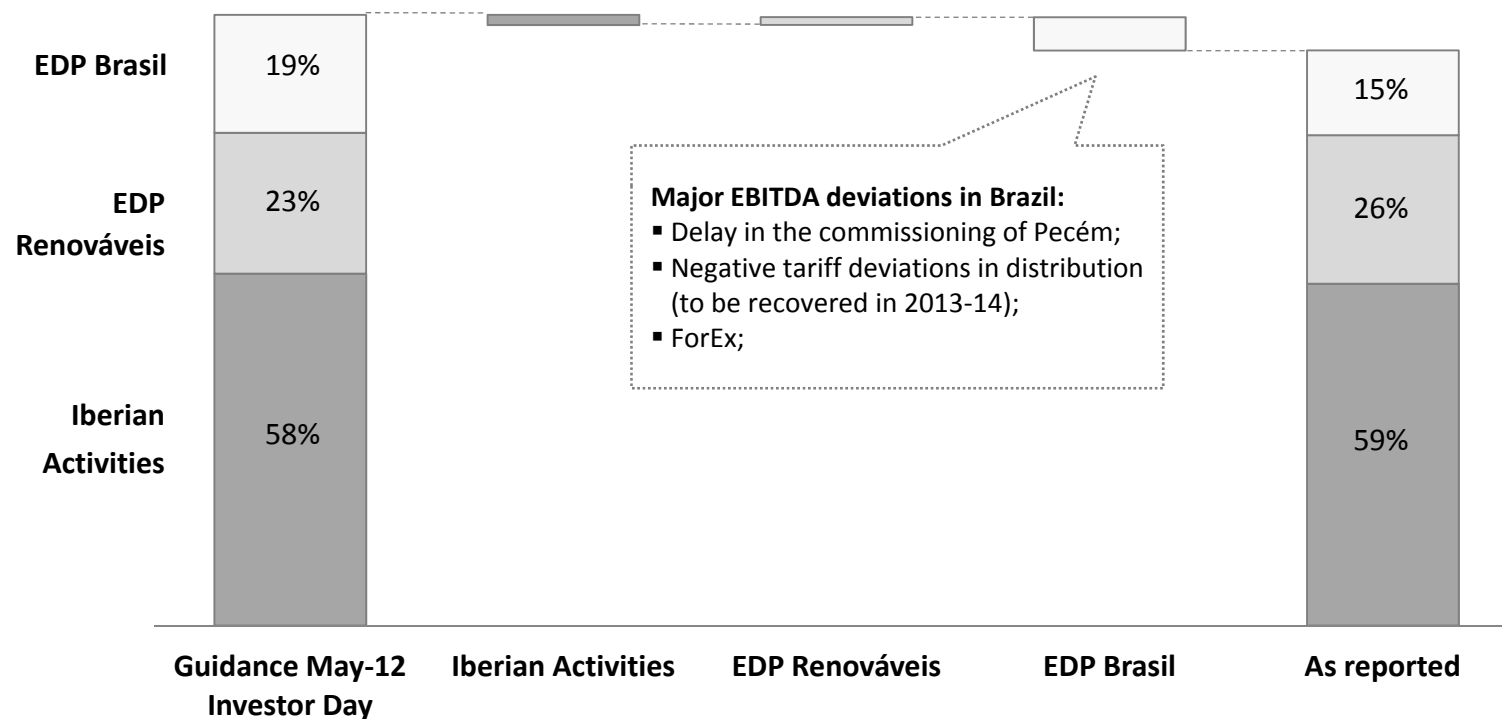 EDP Brasil
19%
15%
EDP
Renováveis
23%
26%
Major EBITDA deviations in Brazil:
▪ Delay in the commissioning of Pecém;
▪ Negative tariff deviations in distribution
(to be recovered in 2013-14);
▪ ForEx;
Iberian
Activities
58%
59%
Guidance May-12
Investor Day
Iberian Activities
EDP Renováveis
EDP Brasil
As reported